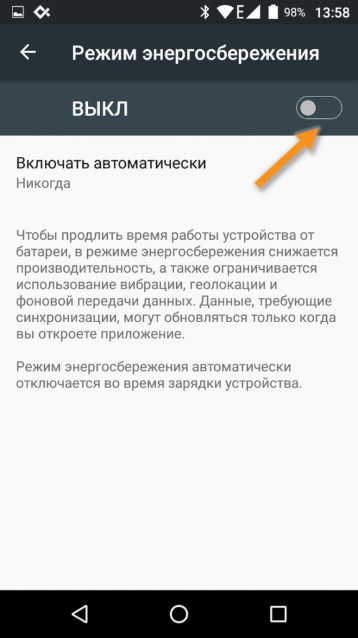 98% 13:58
Режим энергосбережения
ВЫКЛ
Включать автоматически
Никогда
Чтобы продлить время работы устройства от
батареи, в режиме энергосбережения снижается
производительность, а также ограничивается
использование вибрации, геолокации и
фоновой передачи данных. Данные, требующие
синхронизации, могут обновляться только когда
вы откроете приложение.
Режим энергосбережения автоматически
отключается во время зарядки устройства.